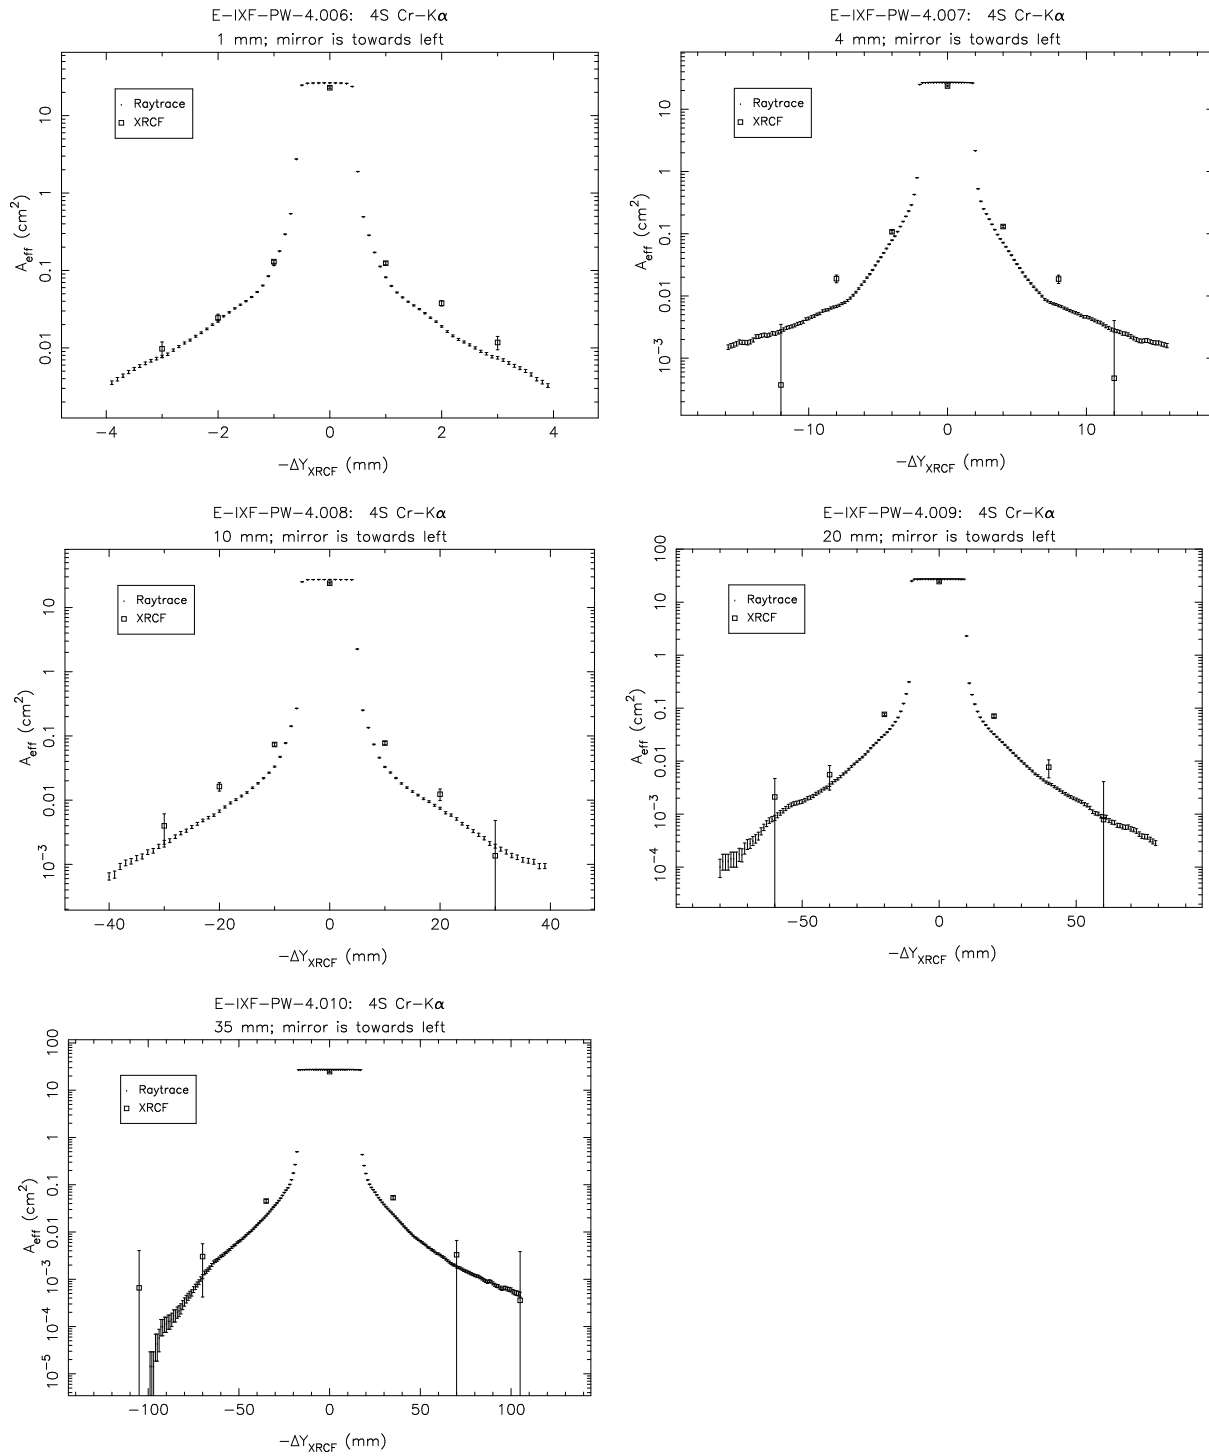 E-IXF-PW-4.006: 4S Cr-Kα
1 mm; mirror is towards left
Raytrace
XRCF
A_eff (cm²)
10
1
0.1
0.01
−4 −2 0 2 4
−ΔY_XRCF (mm)
E-IXF-PW-4.007: 4S Cr-Kα
4 mm; mirror is towards left
Raytrace
XRCF
A_eff (cm²)
10
1
0.1
0.01
10⁻³
−10 0 10
−ΔY_XRCF (mm)
E-IXF-PW-4.008: 4S Cr-Kα
10 mm; mirror is towards left
Raytrace
XRCF
A_eff (cm²)
10
1
0.1
0.01
10⁻³
−40 −20 0 20 40
−ΔY_XRCF (mm)
E-IXF-PW-4.009: 4S Cr-Kα
20 mm; mirror is towards left
Raytrace
XRCF
A_eff (cm²)
100
10
1
0.1
0.01
10⁻³
10⁻⁴
−50 0 50
−ΔY_XRCF (mm)
E-IXF-PW-4.010: 4S Cr-Kα
35 mm; mirror is towards left
Raytrace
XRCF
A_eff (cm²)
100
10
1
0.1
0.01
10⁻³
10⁻⁴
10⁻⁵
−100 −50 0 50 100
−ΔY_XRCF (mm)